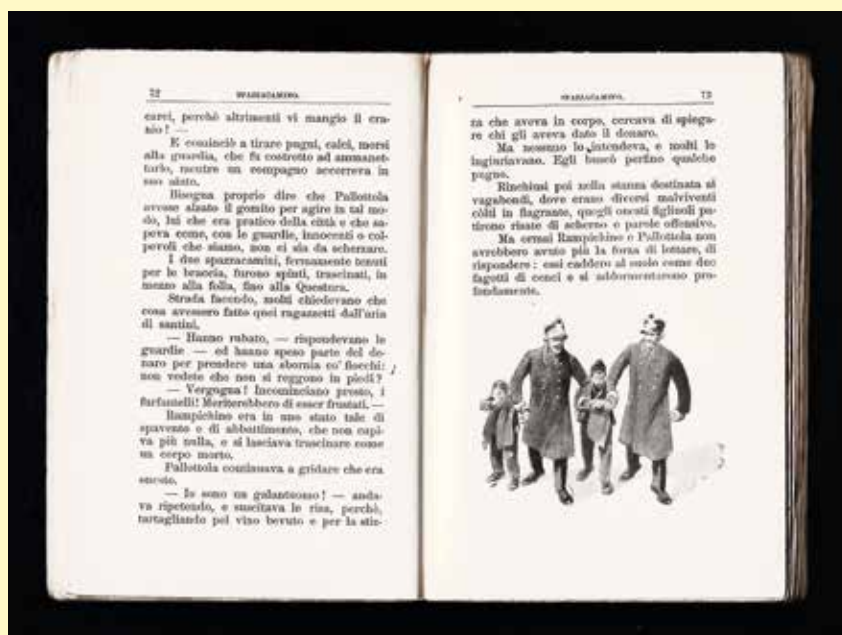 72
SPAZZACAMINO.
carci, perchè altrimenti vi mangio il cra-
nio! —
E cominciò a tirare pugni, calci, morsi
alla guardia, che fu costretto ad ammanet-
tarlo, mentre un compagno accorreva in
suo aiuto.
Bisogna proprio dire che Pallottola
avesse alzato il gomito per agire in tal mo-
do, lui che era pratico della città e che sa-
peva come, con le guardie, innocenti o col-
pevoli che siamo, non ci sia da scherzare.
I due spazzacamini, fermamente tenuti
per le braccia, furono spinti, trascinati, in
mezzo alla folla, fino alla Questura.
Strada facendo, molti chiedevano che
cosa avessero fatto quei ragazzetti dall'aria
di santini.
— Hanno rubato, — rispondevano le
guardie — ed hanno speso parte del de-
naro per prendere una sbornia co' fiocchi:
non vedete che non si reggono in piedi?
— Vergogna! Incominciano presto, i
furfantelli! Meriterebbero di esser frustati. —
Rampichino era in uno stato tale di
spavento e di abbattimento, che non capi-
va più nulla, e si lasciava trascinare come
un corpo morto.
Pallottola continuava a gridare che era
onesto.
— Io sono un galantuomo! — anda-
va ripetendo, e suscitava le risa, perchè,
tartagliando pel vino bevuto e per la stiz-
SPAZZACAMINO.
73
za che aveva in corpo, cercava di spiega-
re chi gli aveva dato il denaro.
Ma nessuno lo intendeva, e molti lo
ingiuriavano. Egli buscò perfino qualche
pugno.
Rinchiusi poi nella stanza destinata ai
vagabondi, dove erano diversi malviventi
còlti in flagrante, quegli onesti figliuoli pa-
tirono risate di scherno e parole offensive.
Ma ormai Rampichino e Pallottola non
avrebbero avuto più la forza di lottare, di
rispondere: essi caddero al suolo come due
fagotti di cenci e si addormentarono pro-
fondamente.